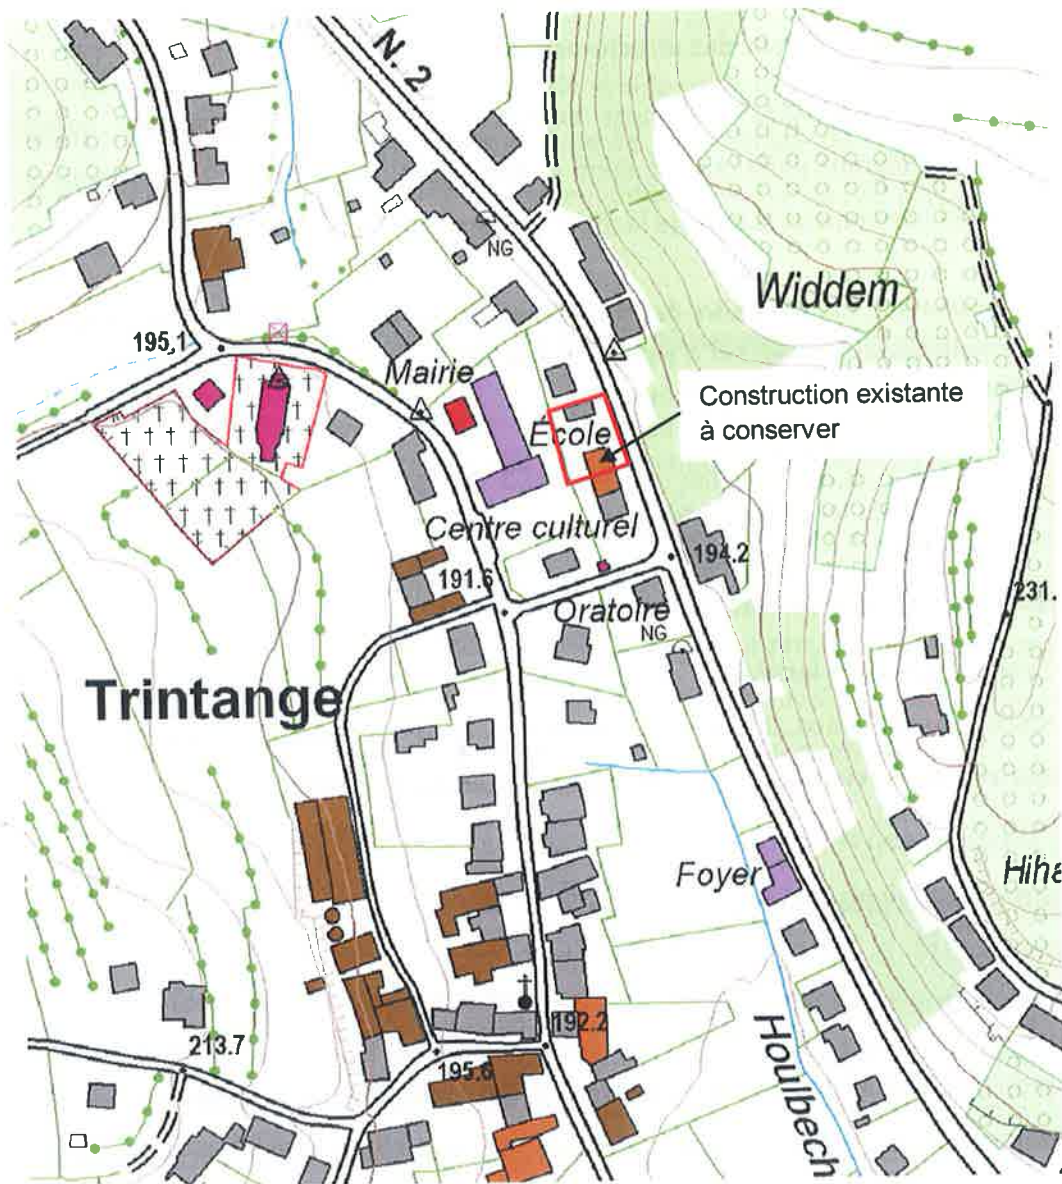 N. 2
NG
Widdem
195.1
Mairie
Construction existante
à conserver
École
Centre culturel
194.2
191.6
231.
Oratoire
NG
Trintange
Foyer
Hihe
192.2
213.7
195.6
Houlbech